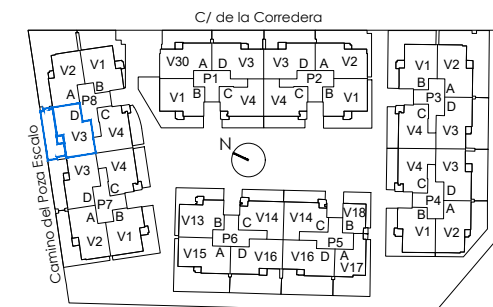 C/ de la Corredera
Camino del Poza Escalo
V2 V1
A B
P8
D C
V3 V4
V3 V4
D C
P7
A B
V2 V1
V30 A D V3 V3 D A V2
P1 P2
V1 B C V4 V4 C B V1
V1 V2
B A
P3
C D
V4 V3
V4 V3
C D
P4
B A
V1 V2
N
V13 B C V14 V14 C B V18
P6 P5
V15 A D V16 V16 D A V17